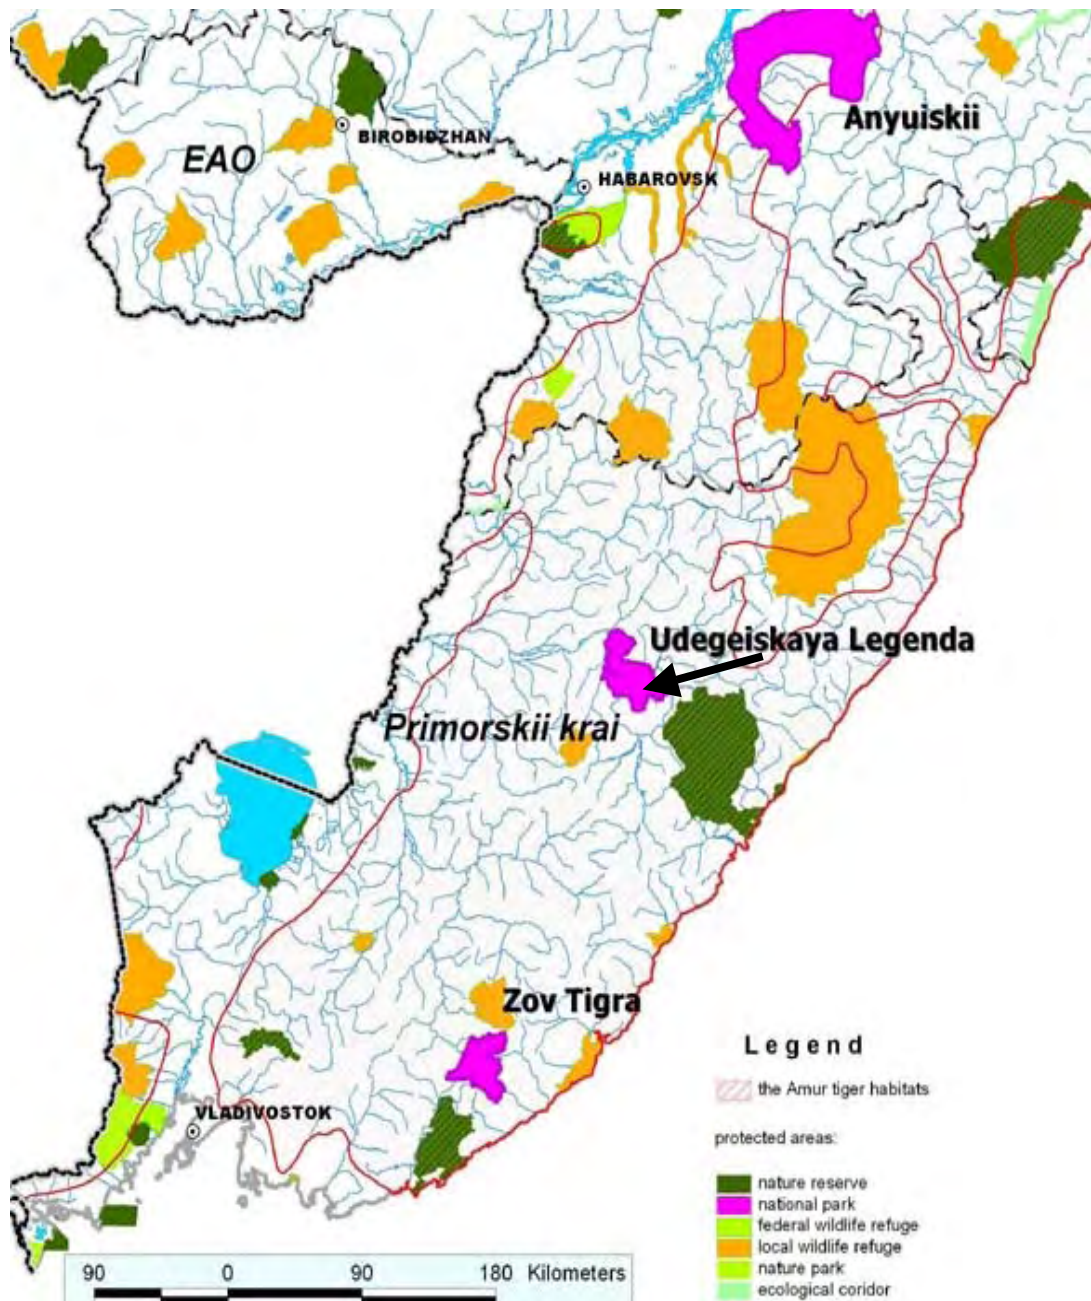 Anyuiskii
BIROBIDZHAN
EAO
HABAROVSK
Udegeiskaya Legenda
Primorskii krai
Zov Tigra
VLADIVOSTOK
Legend
the Amur tiger habitats
protected areas:
nature reserve
national park
federal wildlife refuge
local wildlife refuge
nature park
ecological coridor
90 0 90 180 Kilometers